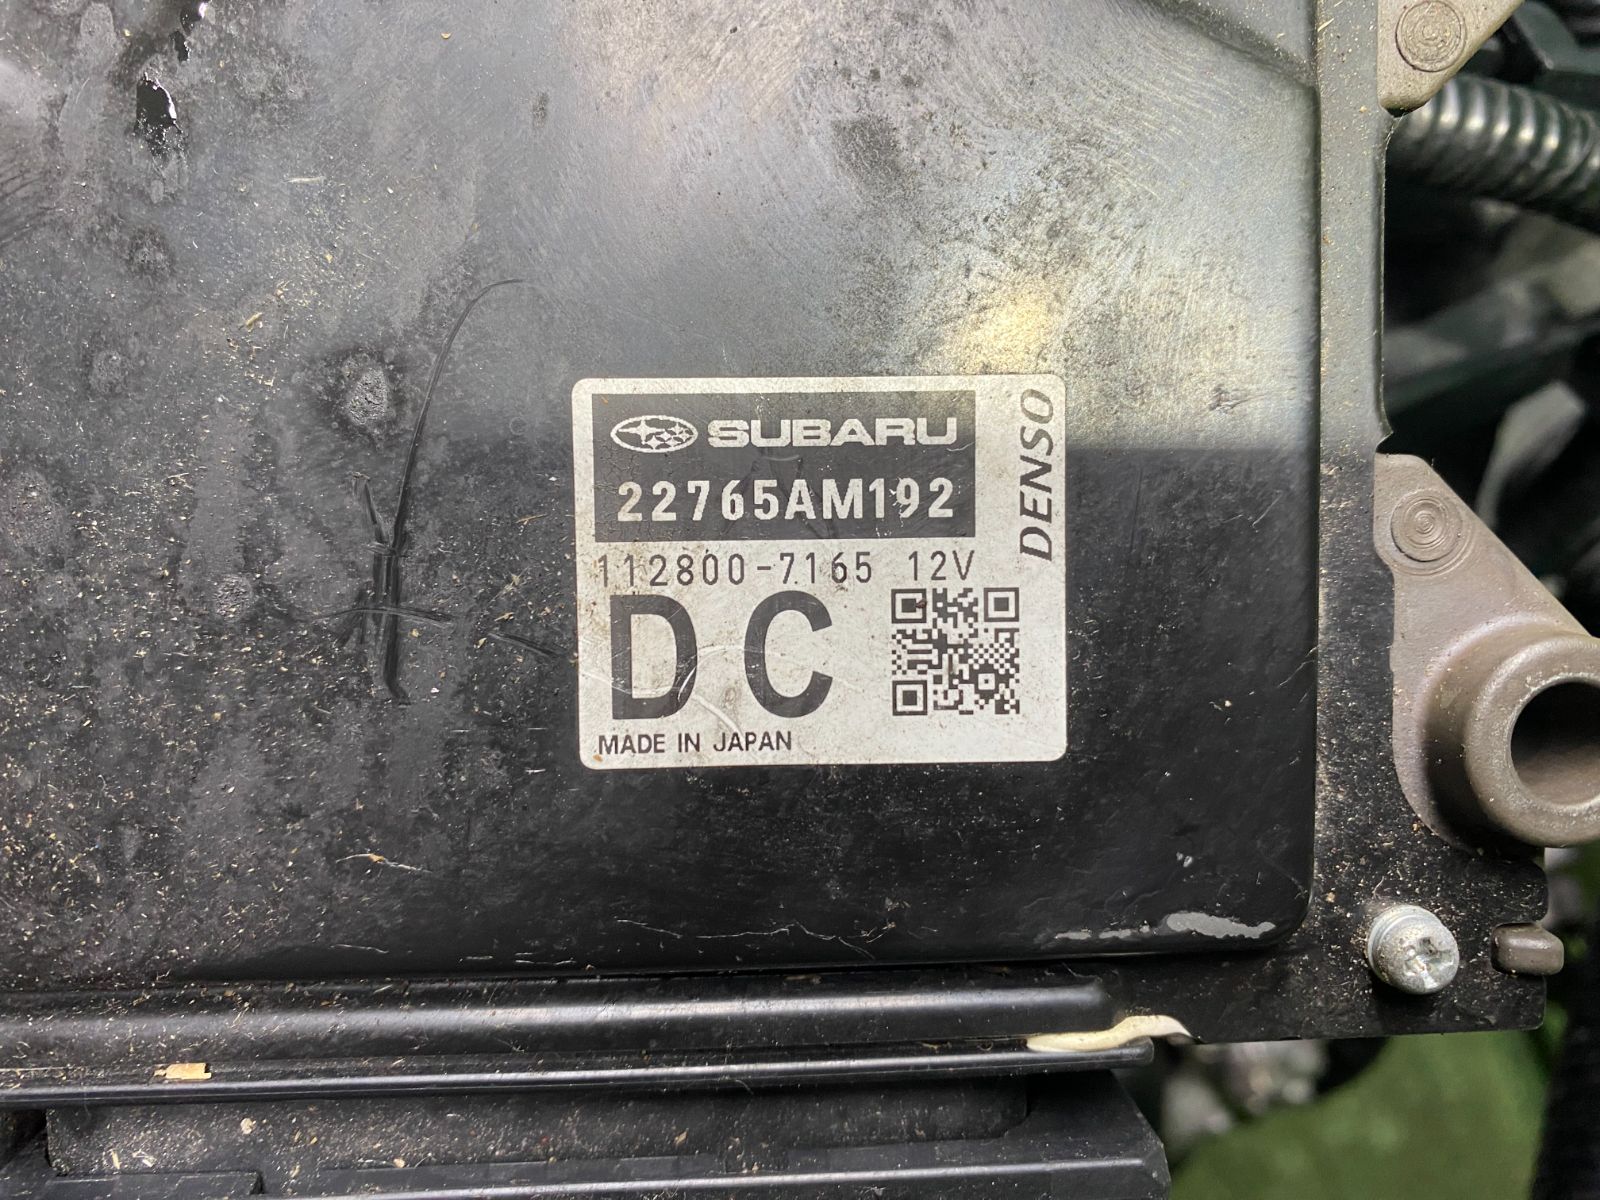 SUBARU
22765AM192
DENSO
112800-7165 12V
DC
MADE IN JAPAN